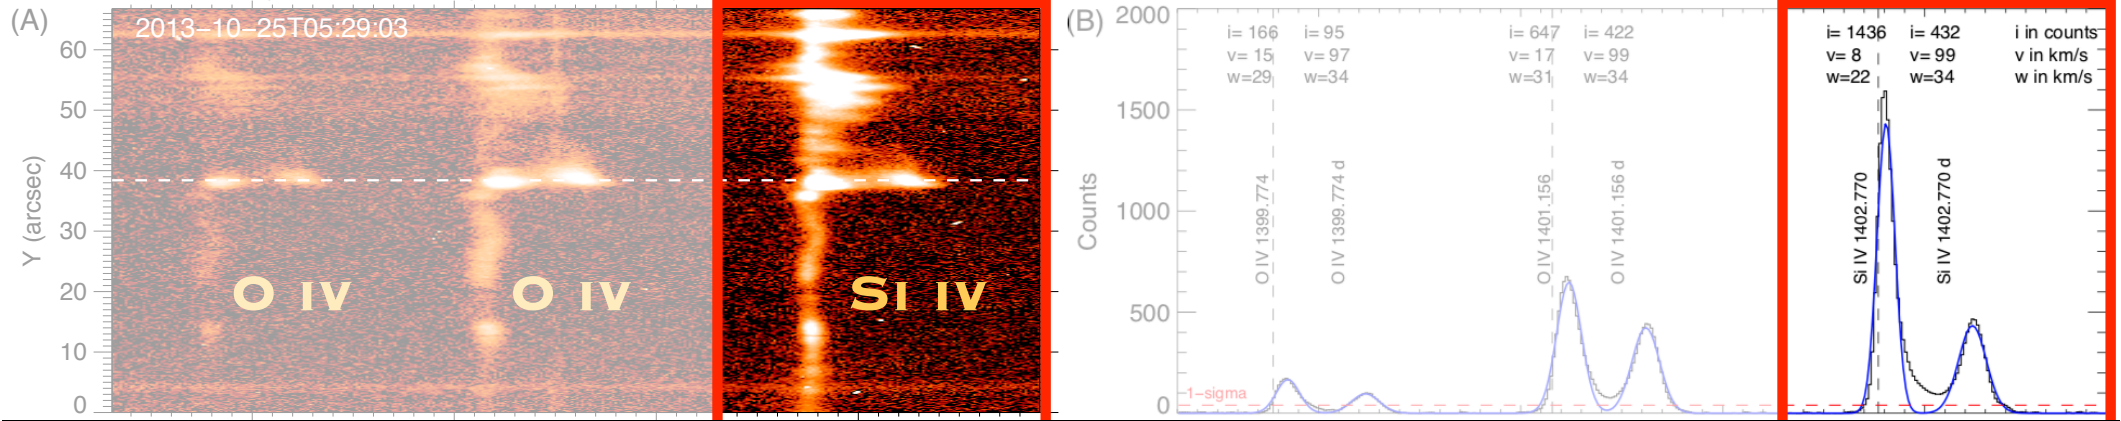 (A)
2013-10-25T05:29:03
60
50
40
30
20
10
0
Y (arcsec)
O IV
O IV
Si IV
(B)
2000
1500
1000
500
0
Counts
i= 166 i= 95
v= 15 v= 97
w=29 w=34
i= 647 i= 422
v= 17 v= 99
w=31 w=34
i= 1436 i= 432 i in counts
v= 8 v= 99 v in km/s
w=22 w=34 w in km/s
O IV 1399.774
O IV 1399.774 d
O IV 1401.156
O IV 1401.156 d
Si IV 1402.770
Si IV 1402.770 d
1-sigma